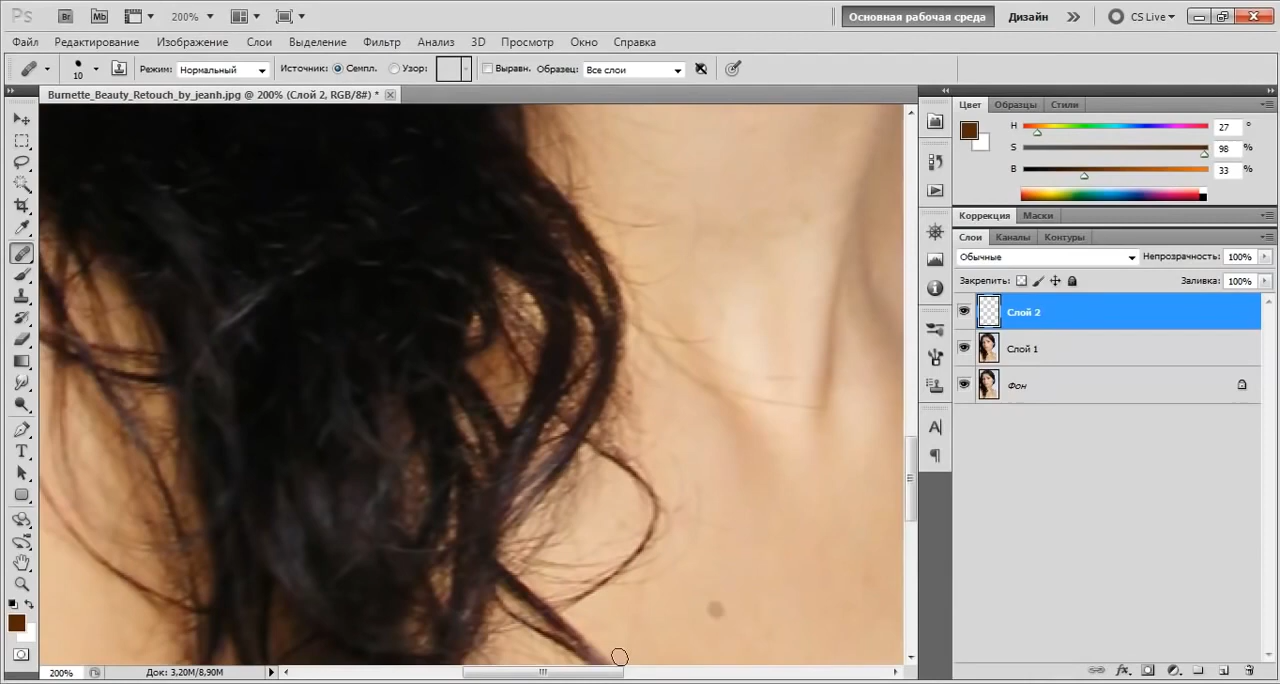 Ps Br Mb 200% Основная рабочая среда Дизайн CS Live
Файл Редактирование Изображение Слои Выделение Фильтр Анализ 3D Просмотр Окно Справка
10 Режим: Нормальный Источник: Семпл. Узор: Выравн. Образец: Все слои
Burnette_Beauty_Retouch_by_jeanh.jpg @ 200% (Слой 2, RGB/8#) *
Цвет Образцы Стили
H 27 °
S 98 %
B 33 %
Коррекция Маски
Слои Каналы Контуры
Обычные Непрозрачность: 100%
Закрепить: Заливка: 100%
Слой 2
Слой 1
Фон
200% Док: 3,20M/8,90M